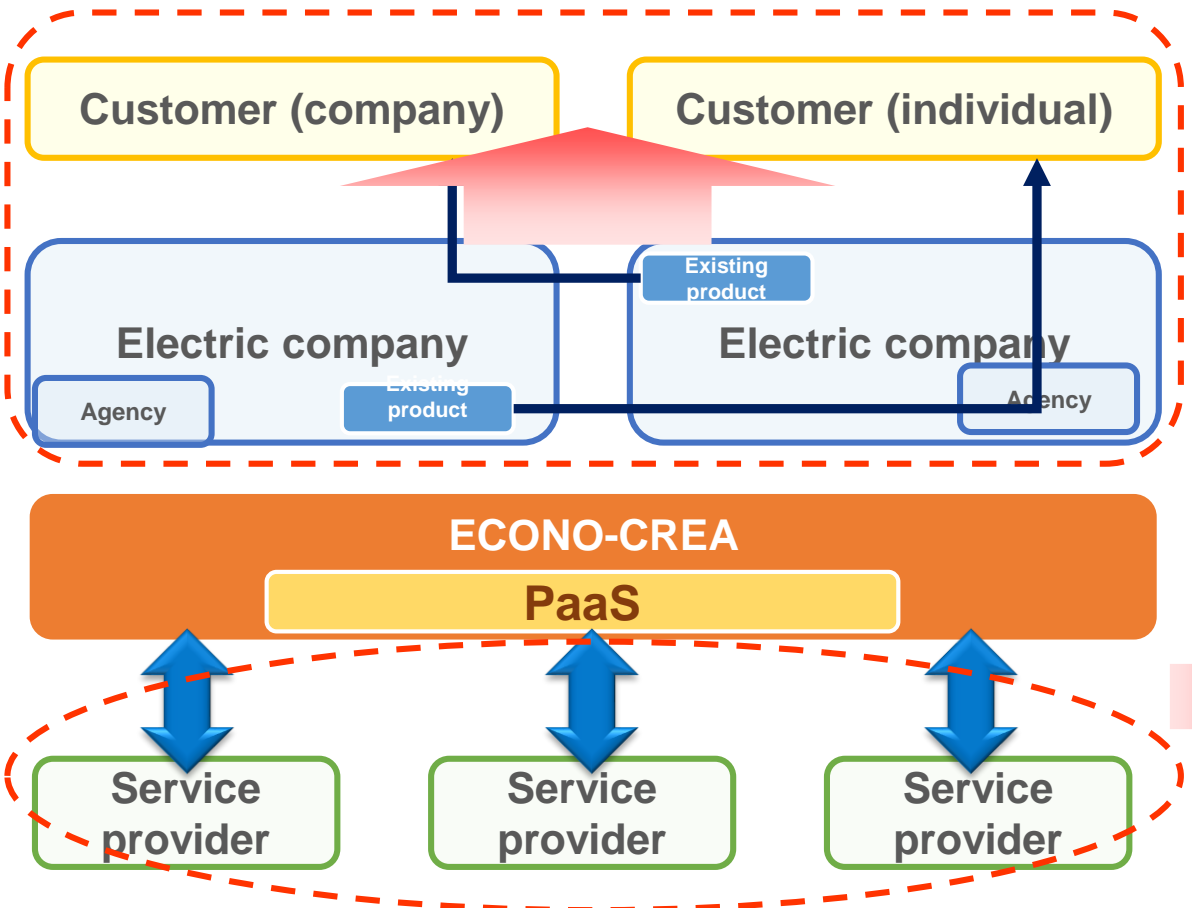 Customer (company)
Customer (individual)
Existing
product
Electric company
Electric company
Existing
product
Agency
Agency
ECONO-CREA
PaaS
Service
provider
Service
provider
Service
provider